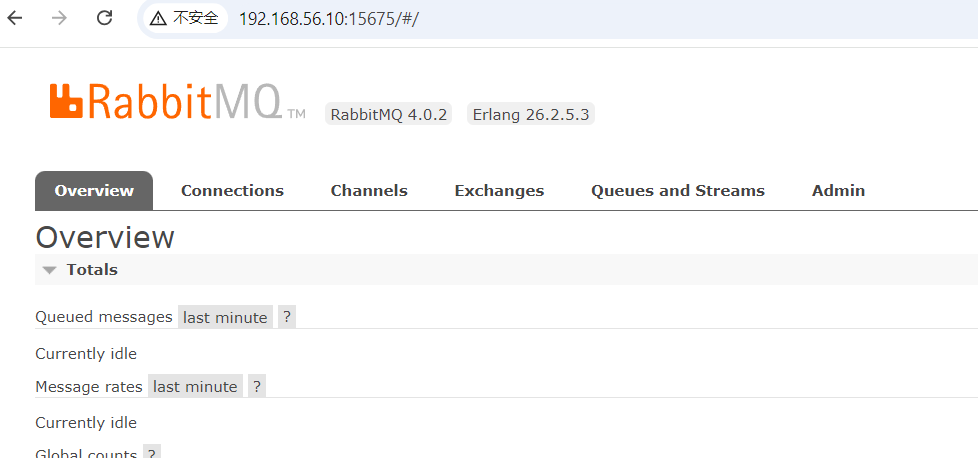 不安全 192.168.56.10:15675/#/
RabbitMQ TM RabbitMQ 4.0.2 Erlang 26.2.5.3
Overview Connections Channels Exchanges Queues and Streams Admin
Overview
Totals
Queued messages last minute ?
Currently idle
Message rates last minute ?
Currently idle
Global counts ?